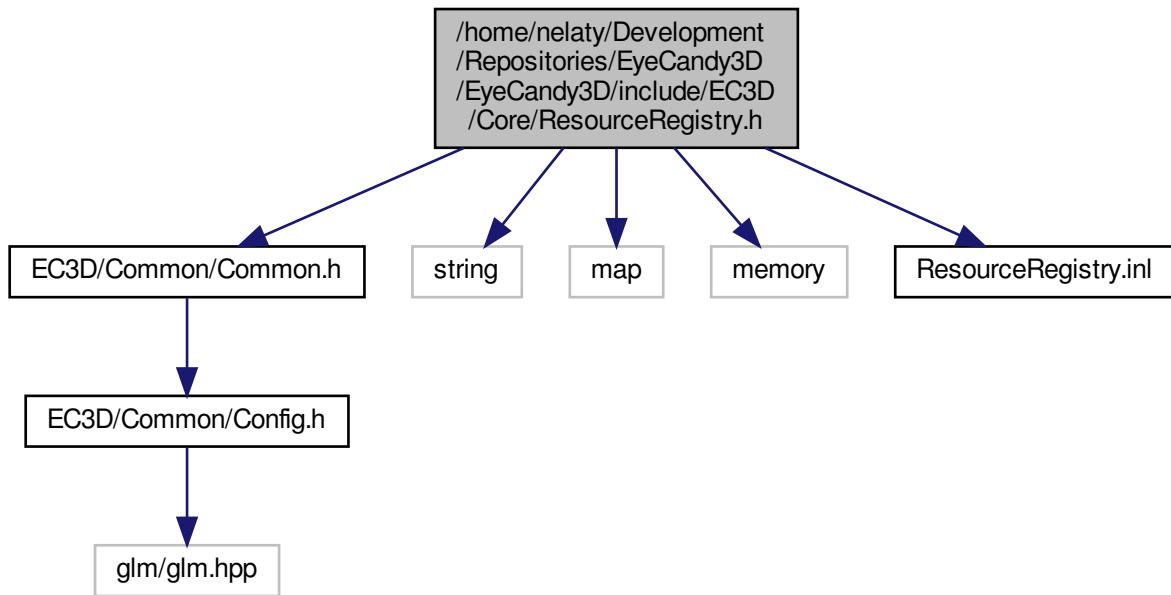 /home/nelaty/Development
/Repositories/EyeCandy3D
/EyeCandy3D/include/EC3D
/Core/ResourceRegistry.h
EC3D/Common/Common.h
string
map
memory
ResourceRegistry.inl
EC3D/Common/Config.h
glm/glm.hpp